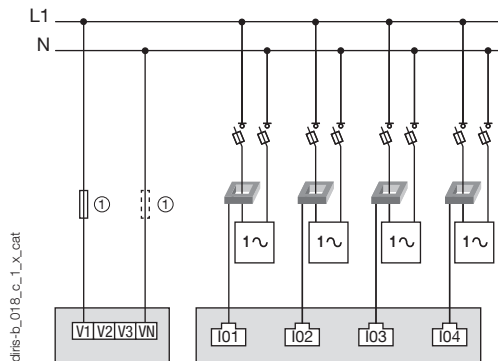 L1
N
① ①
1∿ 1∿ 1∿ 1∿
V1 V2 V3 VN I01 I02 I03 I04
diris-b_018_c_1_x_cat